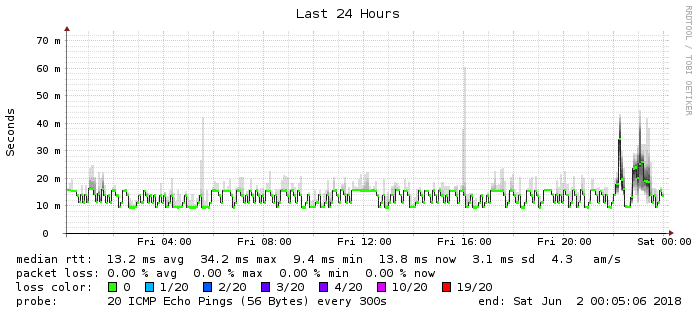 Last 24 Hours
RRDTOOL / TOBI OETIKER
Seconds
70 m
60 m
50 m
40 m
30 m
20 m
10 m
0
Fri 04:00 Fri 08:00 Fri 12:00 Fri 16:00 Fri 20:00 Sat 00:00
median rtt: 13.2 ms avg 34.2 ms max 9.4 ms min 13.8 ms now 3.1 ms sd 4.3 am/s
packet loss: 0.00 % avg 0.00 % max 0.00 % min 0.00 % now
loss color: 0 1/20 2/20 3/20 4/20 10/20 19/20
probe: 20 ICMP Echo Pings (56 Bytes) every 300s end: Sat Jun 2 00:05:06 2018